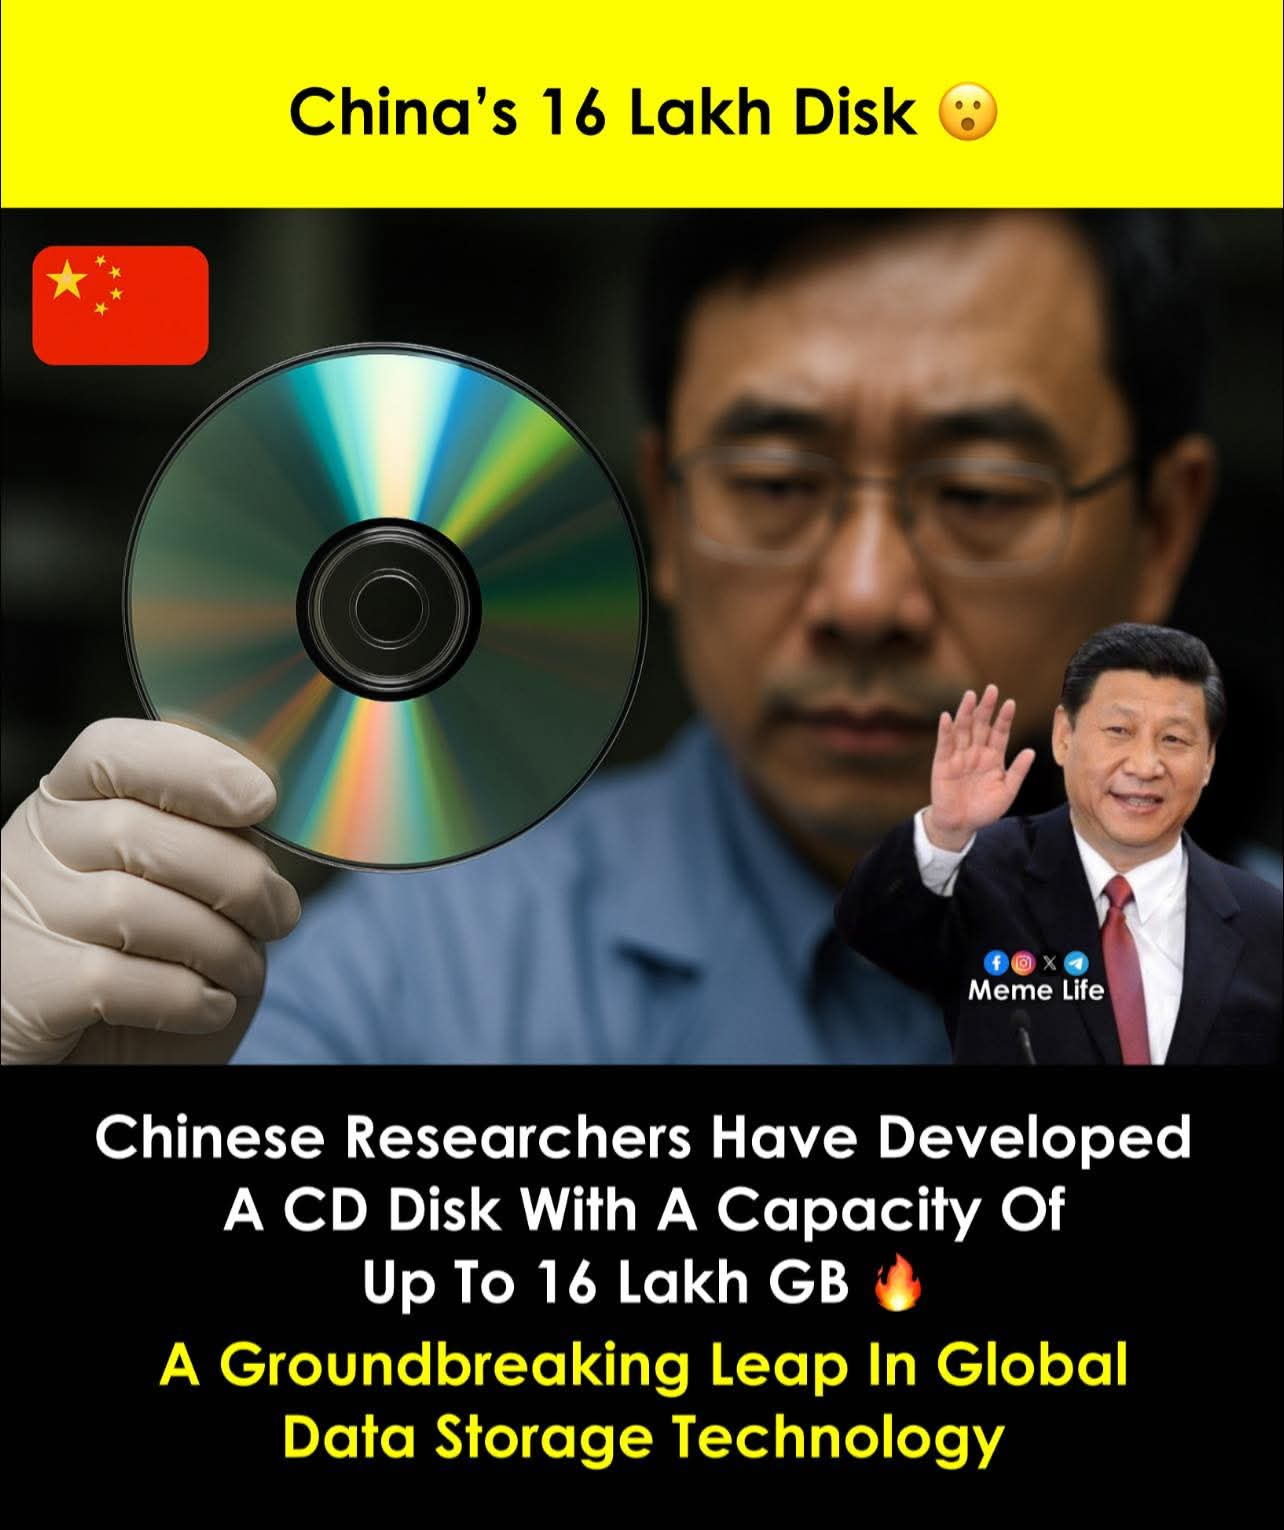 China’s 16 Lakh Disk 😮
Meme Life
Chinese Researchers Have Developed
A CD Disk With A Capacity Of
Up To 16 Lakh GB 🔥
A Groundbreaking Leap In Global
Data Storage Technology